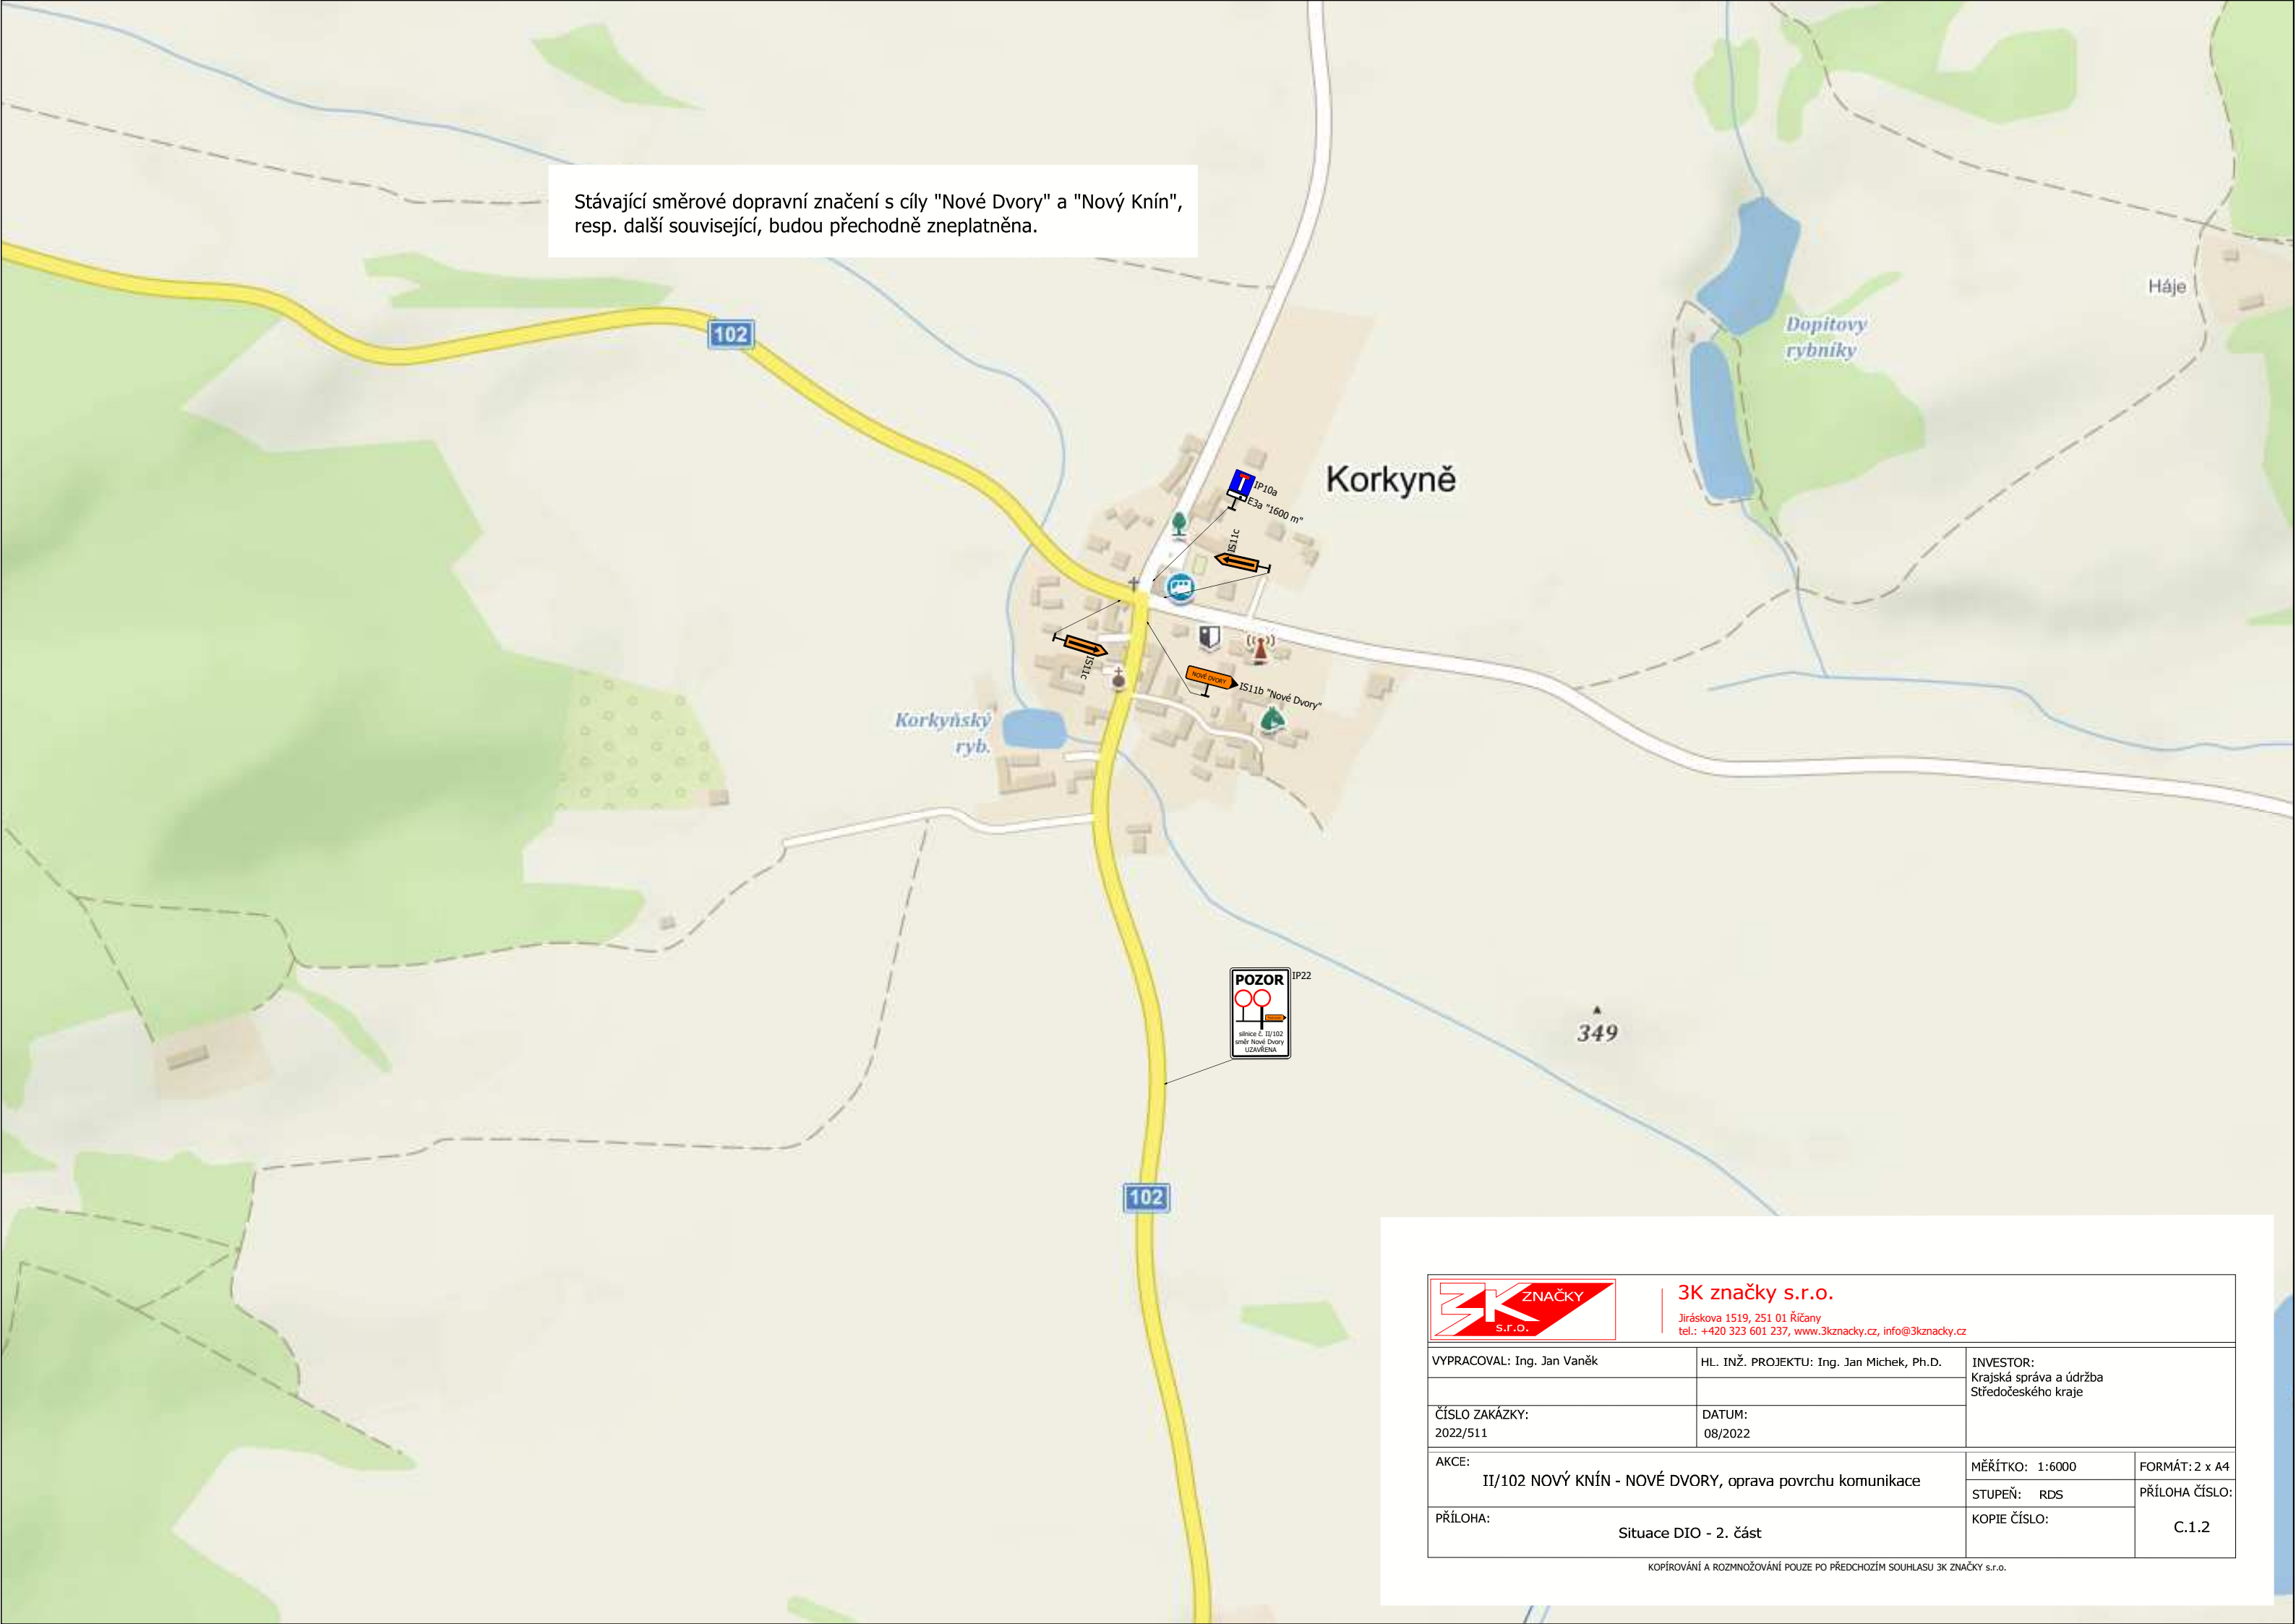 Stávající směrové dopravní značení s cíly "Nové Dvory" a "Nový Knín",
resp. další související, budou přechodně zneplatněna.
Háje
102
Dopitovy
rybníky
Korkyně
IP10a
E3a "1600 m"
IS11c
IS11c
NOVÉ DVORY
IS11b "Nové Dvory"
Korkyňský
ryb.
POZOR
IP22
silnice č. II/102
směr Nové Dvory
UZAVŘENA
349
102
3K ZNAČKY
s.r.o.
3K značky s.r.o.
Jiráskova 1519, 251 01 Říčany
tel.: +420 323 601 237, www.3kznacky.cz, info@3kznacky.cz
VYPRACOVAL: Ing. Jan Vaněk
HL. INŽ. PROJEKTU: Ing. Jan Michek, Ph.D.
INVESTOR:
Krajská správa a údržba
Středočeského kraje
ČÍSLO ZAKÁZKY:
2022/511
DATUM:
08/2022
AKCE:
II/102 NOVÝ KNÍN - NOVÉ DVORY, oprava povrchu komunikace
MĚŘÍTKO: 1:6000
FORMÁT: 2 x A4
STUPEŇ: RDS
PŘÍLOHA ČÍSLO:
C.1.2
PŘÍLOHA:
Situace DIO - 2. část
KOPIE ČÍSLO:
KOPÍROVÁNÍ A ROZMNOŽOVÁNÍ POUZE PO PŘEDCHOZÍM SOUHLASU 3K ZNAČKY s.r.o.